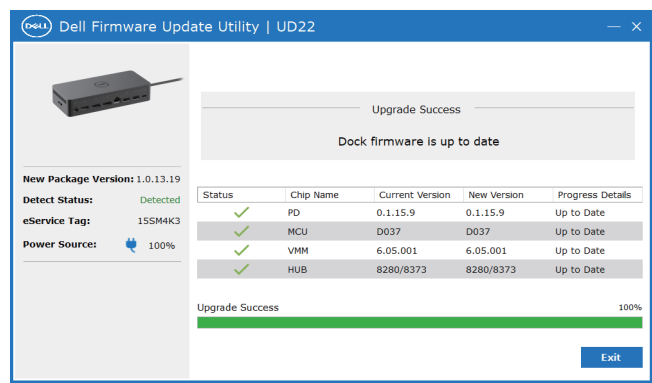 DELL Dell Firmware Update Utility | UD22
Upgrade Success
Dock firmware is up to date
New Package Version: 1.0.13.19
Detect Status: Detected
eService Tag: 15SM4K3
Power Source: 100%
Status Chip Name Current Version New Version Progress Details
PD 0.1.15.9 0.1.15.9 Up to Date
MCU D037 D037 Up to Date
VMM 6.05.001 6.05.001 Up to Date
HUB 8280/8373 8280/8373 Up to Date
Upgrade Success 100%
Exit